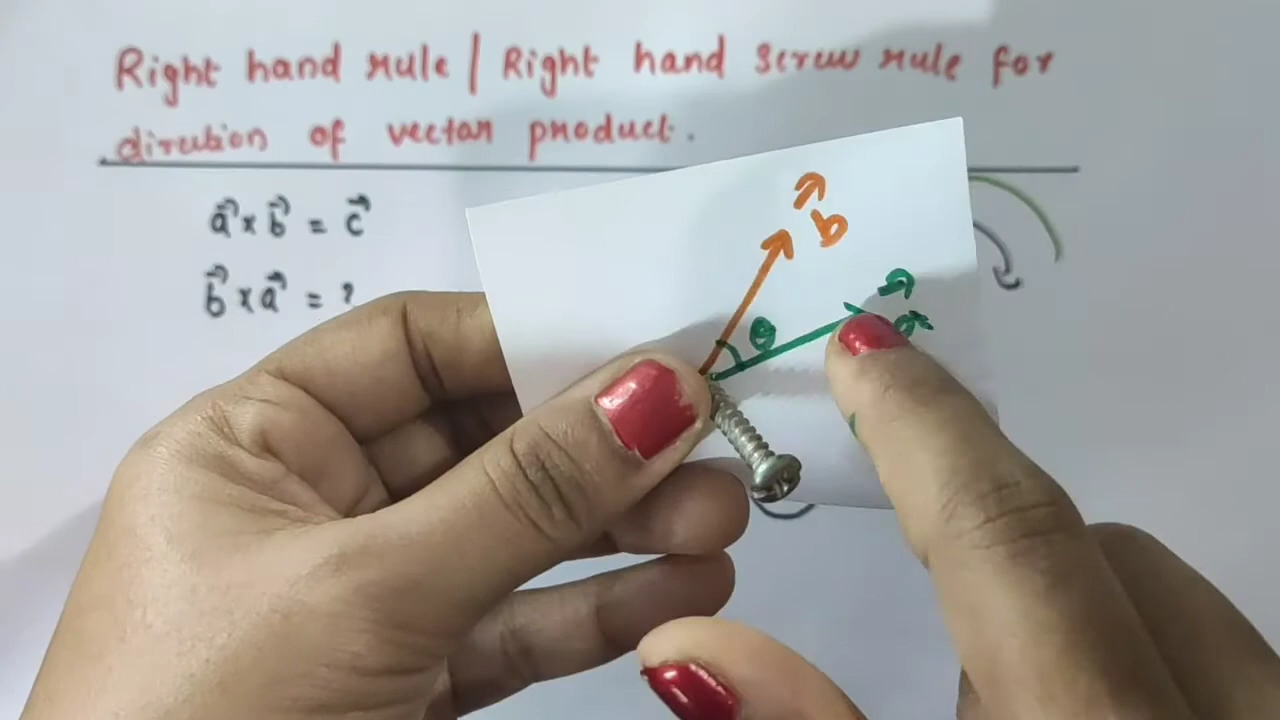 Right hand rule / Right hand screw rule for
direction of vector product.
a⃗ x b⃗ = c⃗
b⃗ x a⃗ = ?
b⃗
θ
a⃗